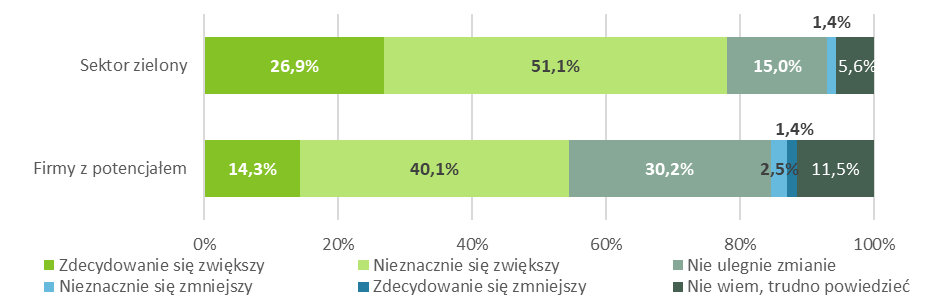 1,4%
Sektor zielony 26,9% 51,1% 15,0% 5,6%
1,4%
Firmy z potencjałem 14,3% 40,1% 30,2% 2,5% 11,5%
0% 20% 40% 60% 80% 100%
Zdecydowanie się zwiększy Nieznacznie się zwiększy Nie ulegnie zmianie
Nieznacznie się zmniejszy Zdecydowanie się zmniejszy Nie wiem, trudno powiedzieć